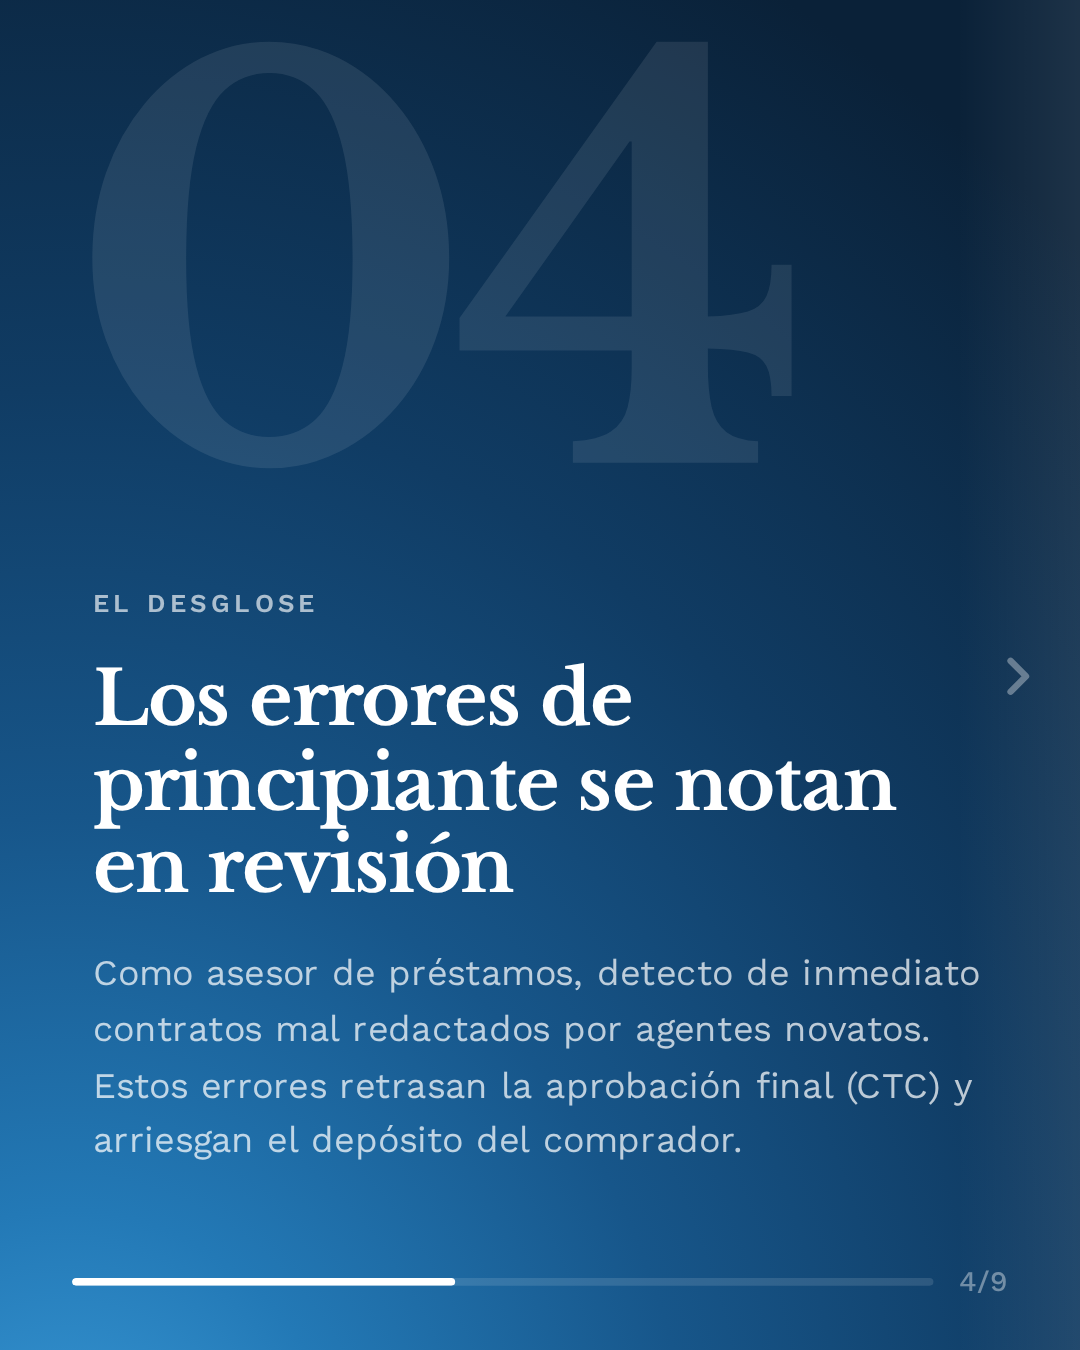 04
EL DESGLOSE
Los errores de
principiante se notan
en revisión
Como asesor de préstamos, detecto de inmediato
contratos mal redactados por agentes novatos.
Estos errores retrasan la aprobación final (CTC) y
arriesgan el depósito del comprador.
4/9